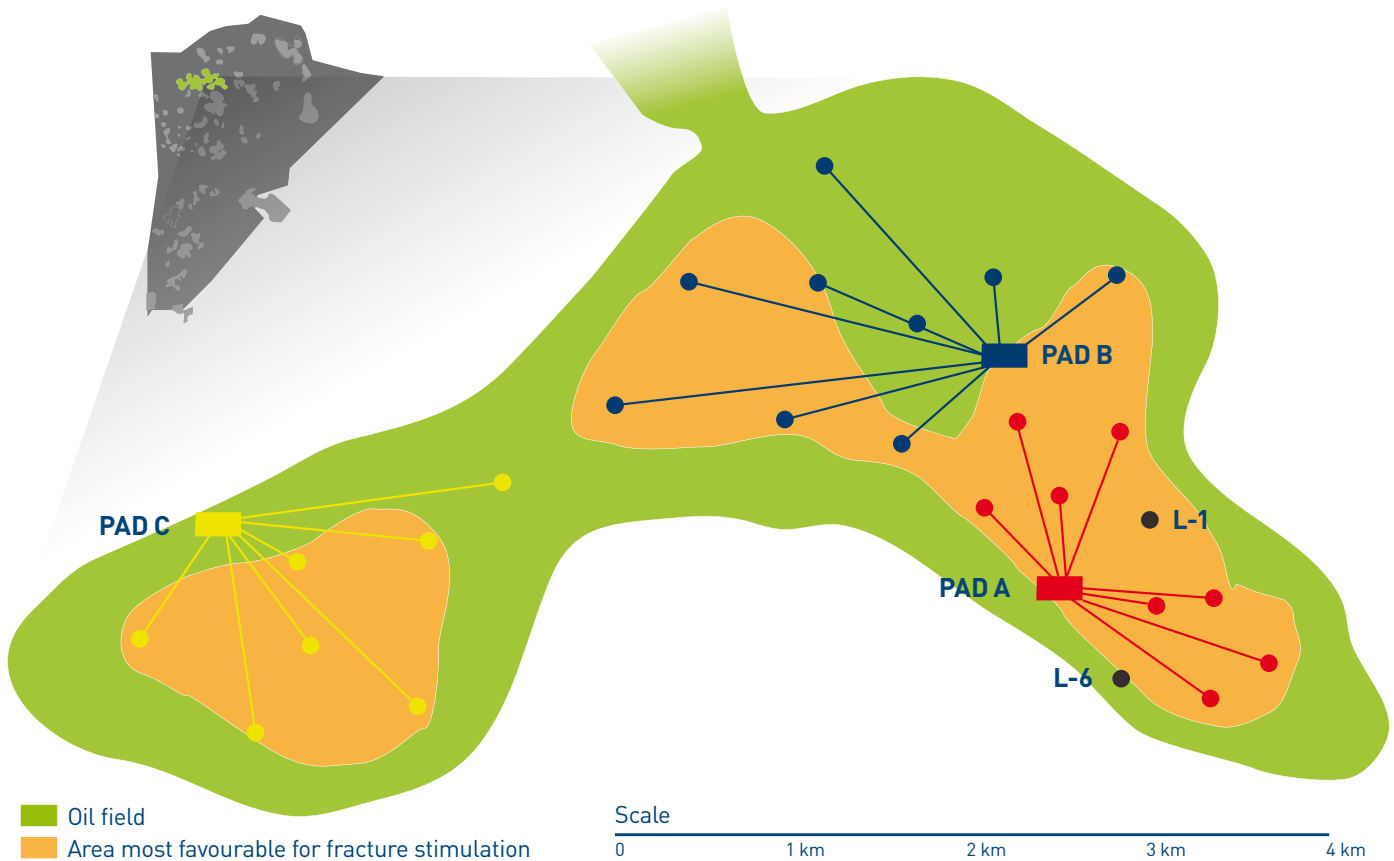 PAD B
PAD C
L-1
PAD A
L-6
Oil field
Area most favourable for fracture stimulation
Scale
0 1 km 2 km 3 km 4 km